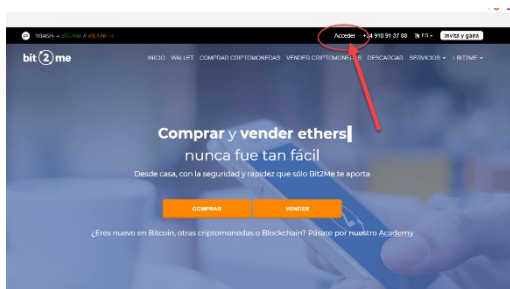 Acceder +34 910 91 37 88 ES Invita y gana
bit2me INICIO WALLET COMPRAR CRIPTOMONEDAS VENDER CRIPTOMONEDAS DESCARGAR SERVICIOS BIT2ME
Comprar y vender ethers
nunca fue tan fácil
Desde casa, con la seguridad y rapidez que sólo Bit2Me te aporta
COMPRAR VENDER
¿Eres nuevo en Bitcoin, otras criptomonedas o Blockchain? Pásate por nuestro Academy